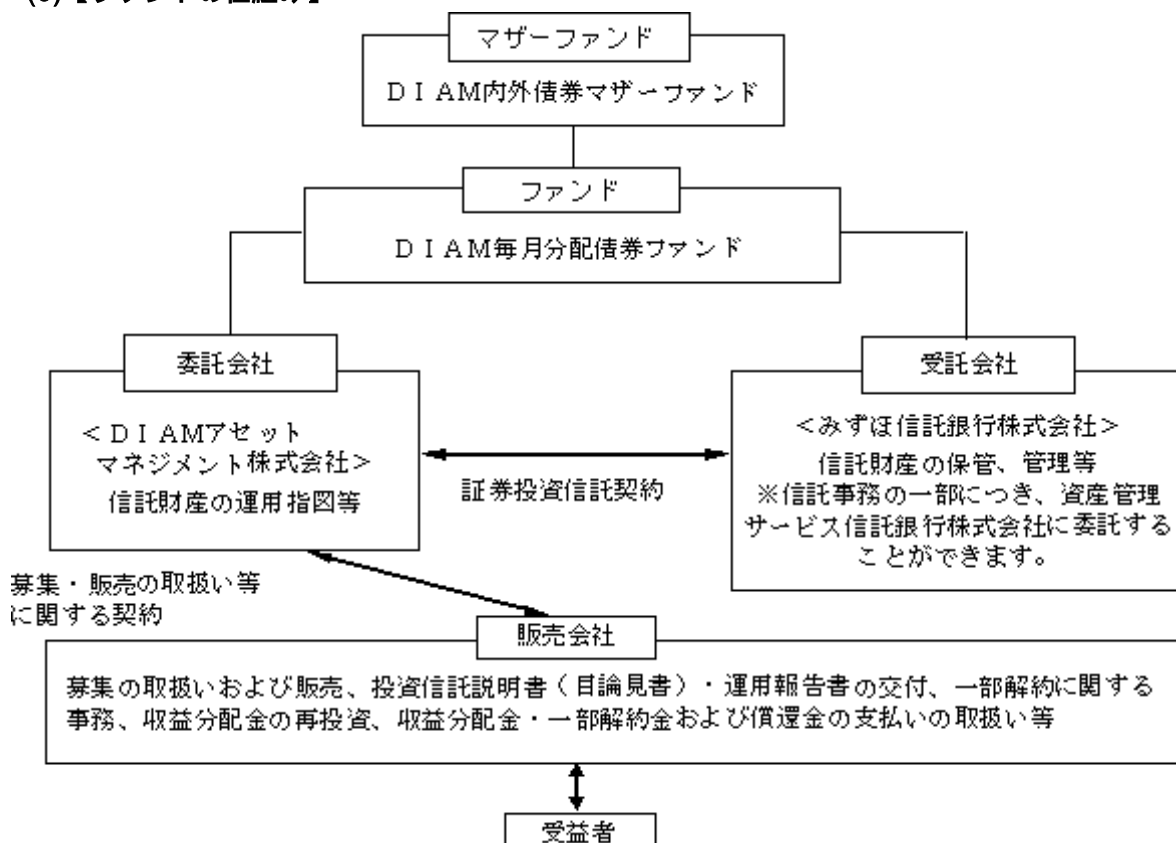 マザーファンド
ＤＩＡＭ内外債券マザーファンド
ファンド
ＤＩＡＭ毎月分配債券ファンド
委託会社
＜ＤＩＡＭアセット
マネジメント株式会社＞
信託財産の運用指図等
証券投資信託契約
受託会社
＜みずほ信託銀行株式会社＞
信託財産の保管、管理等
※信託事務の一部につき、資産管理
サービス信託銀行株式会社に委託する
ことができます。
募集・販売の取扱い等
に関する契約
販売会社
募集の取扱いおよび販売、投資信託説明書（目論見書）・運用報告書の交付、一部解約に関する
事務、収益分配金の再投資、収益分配金・一部解約金および償還金の支払いの取扱い等
受益者